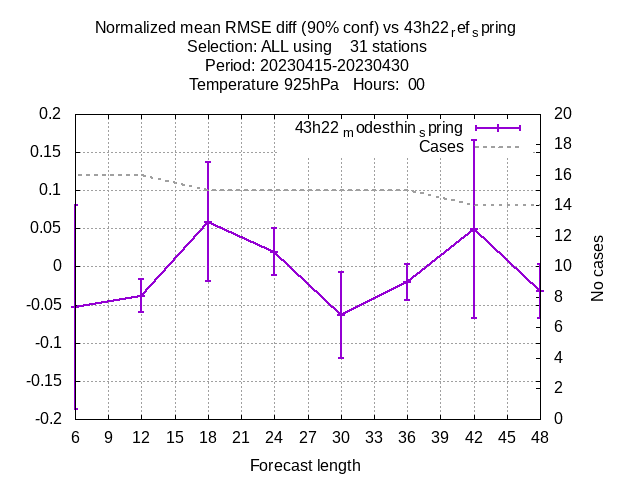 Normalized mean RMSE diff (90% conf) vs 43h22refspring
Selection: ALL using 31 stations
Period: 20230415-20230430
Temperature 925hPa Hours: 00
43h22modesthinspring
Cases
0.2
0.15
0.1
0.05
0
-0.05
-0.1
-0.15
-0.2
20
18
16
14
12
10
8
6
4
2
0
No cases
6 9 12 15 18 21 24 27 30 33 36 39 42 45 48
Forecast length